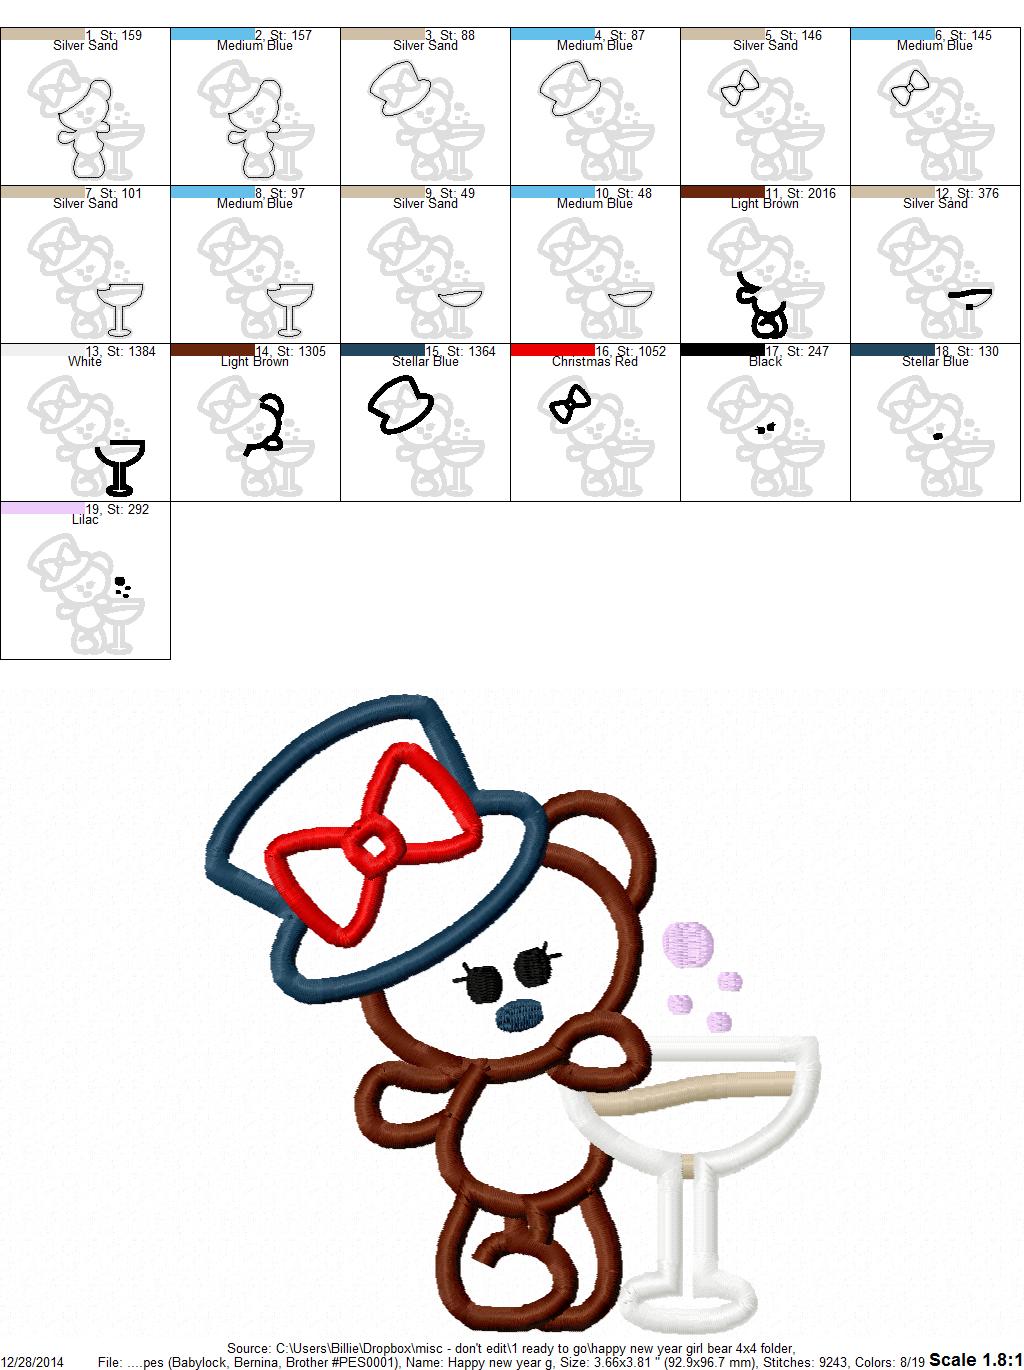 1, St: 159
Silver Sand
2, St: 157
Medium Blue
3, St: 88
Silver Sand
4, St: 87
Medium Blue
5, St: 146
Silver Sand
6, St: 145
Medium Blue
7, St: 101
Silver Sand
8, St: 97
Medium Blue
9, St: 49
Silver Sand
10, St: 48
Medium Blue
11, St: 2016
Light Brown
12, St: 376
Silver Sand
13, St: 1384
White
14, St: 1305
Light Brown
15, St: 1364
Stellar Blue
16, St: 1052
Christmas Red
17, St: 247
Black
18, St: 130
Stellar Blue
19, St: 292
Lilac
Source: C:\Users\Billie\Dropbox\misc - don't edit\1 ready to go\happy new year girl bear 4x4 folder,
12/28/2014 File: ....pes (Babylock, Bernina, Brother #PES0001), Name: Happy new year g, Size: 3.66x3.81 " (92.9x96.7 mm), Stitches: 9243, Colors: 8/19 Scale 1.8:1